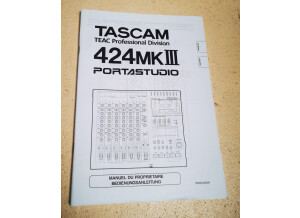 TASCAM
TEAC Professional Division
424MKIII
PORTASTUDIO
MANUEL DU PROPRIETAIRE
BEDIENUNGSANLEITUNG